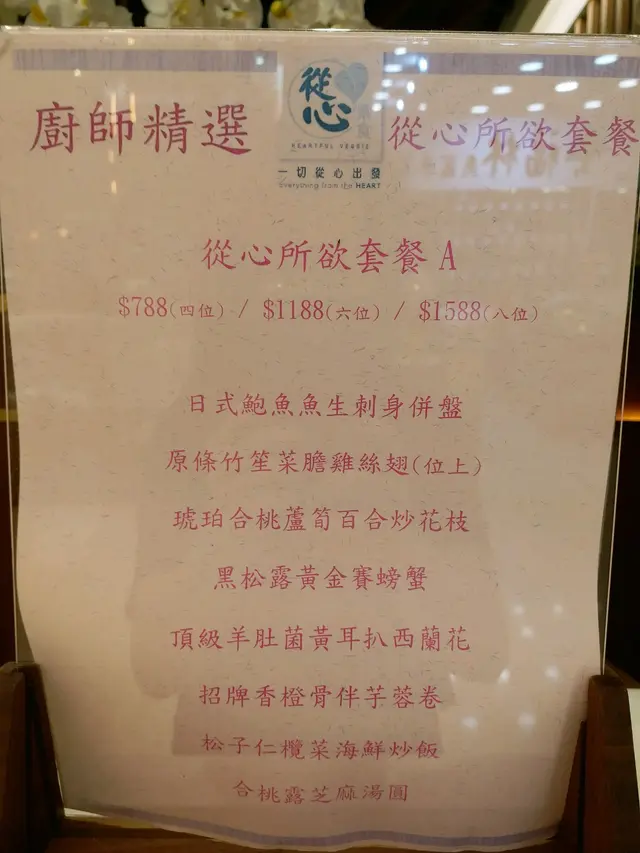 廚師精選
從心
HEARTFUL VEGGIE
一切從心出發
Everything from the HEART
從心所欲套餐
從心所欲套餐 A
$788(四位) / $1188(六位) / $1588(八位)
日式鮑魚魚生刺身併盤
原條竹笙菜膽雞絲翅(位上)
琥珀合桃蘆筍百合炒花枝
黑松露黃金賽螃蟹
頂級羊肚菌黃耳扒西蘭花
招牌香橙骨伴芋蓉卷
松子仁欖菜海鮮炒飯
合桃露芝麻湯圓